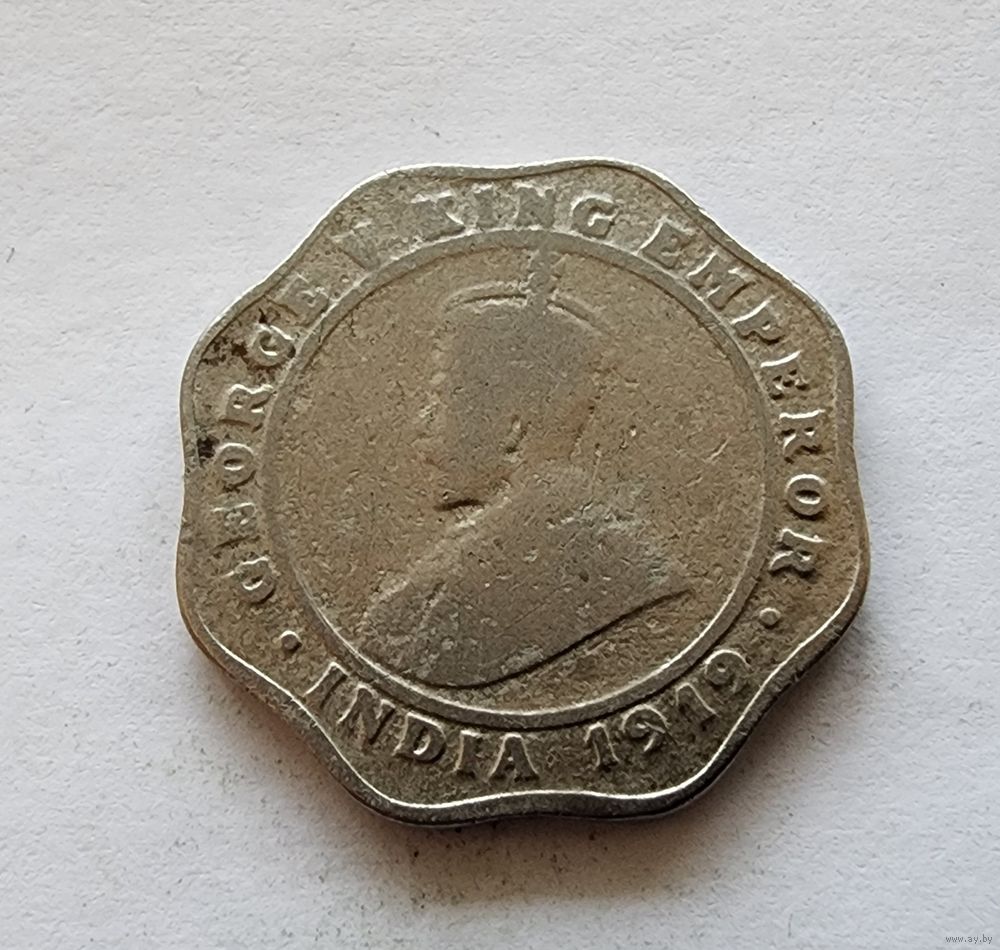 GEORGE V KING EMPEROR
• INDIA 1919 •
www.ay.by